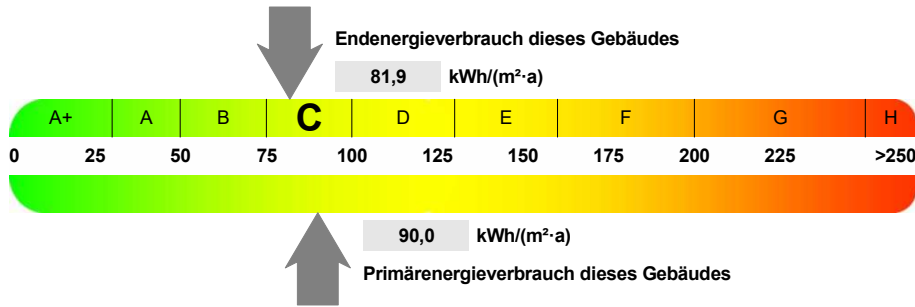 Endenergieverbrauch dieses Gebäudes
81,9 kWh/(m²·a)
A+ A B C D E F G H
0 25 50 75 100 125 150 175 200 225 >250
90,0 kWh/(m²·a)
Primärenergieverbrauch dieses Gebäudes